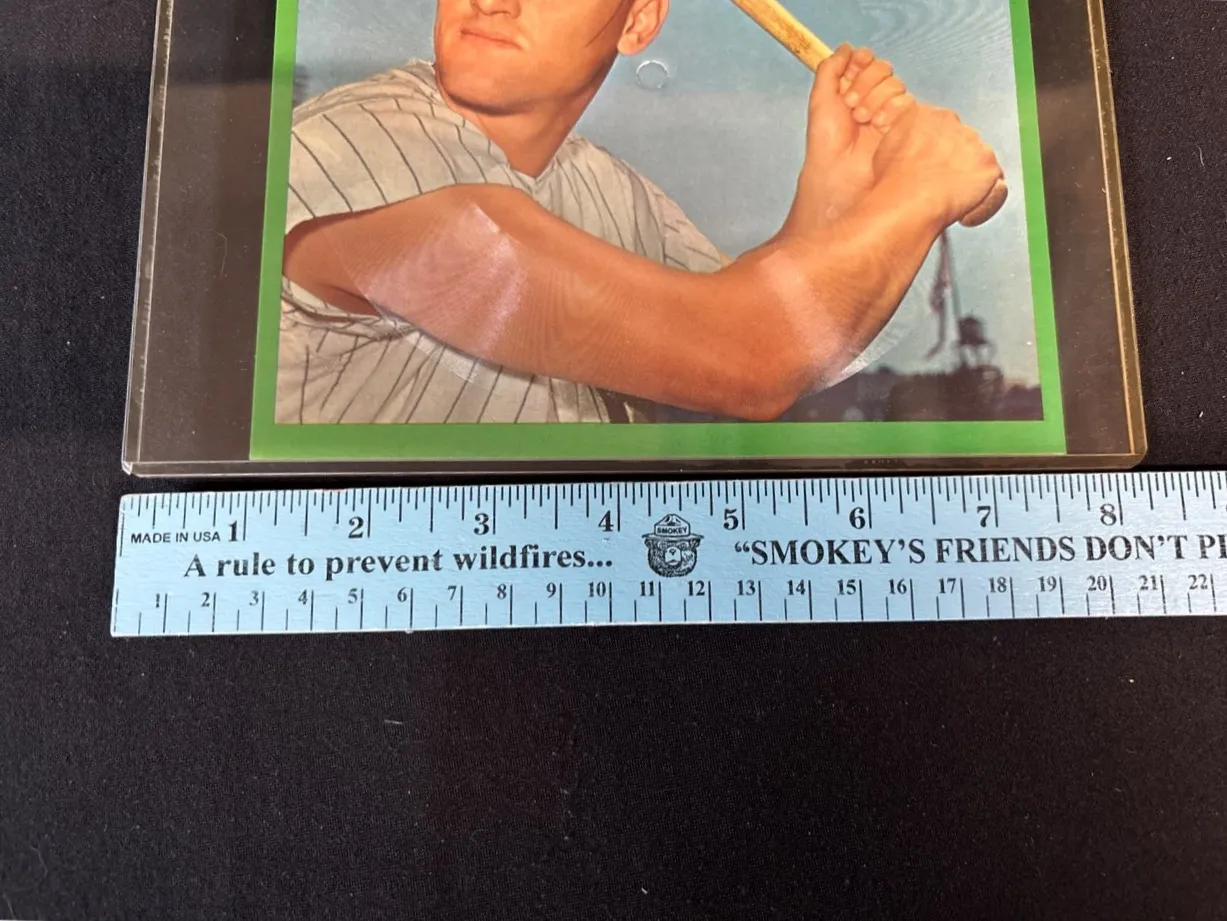 1 2 3 4 5 6 7 8
MADE IN USA
SMOKEY
A rule to prevent wildfires... “SMOKEY’S FRIENDS DON’T
1 2 3 4 5 6 7 8 9 10 11 12 13 14 15 16 17 18 19 20 21 22